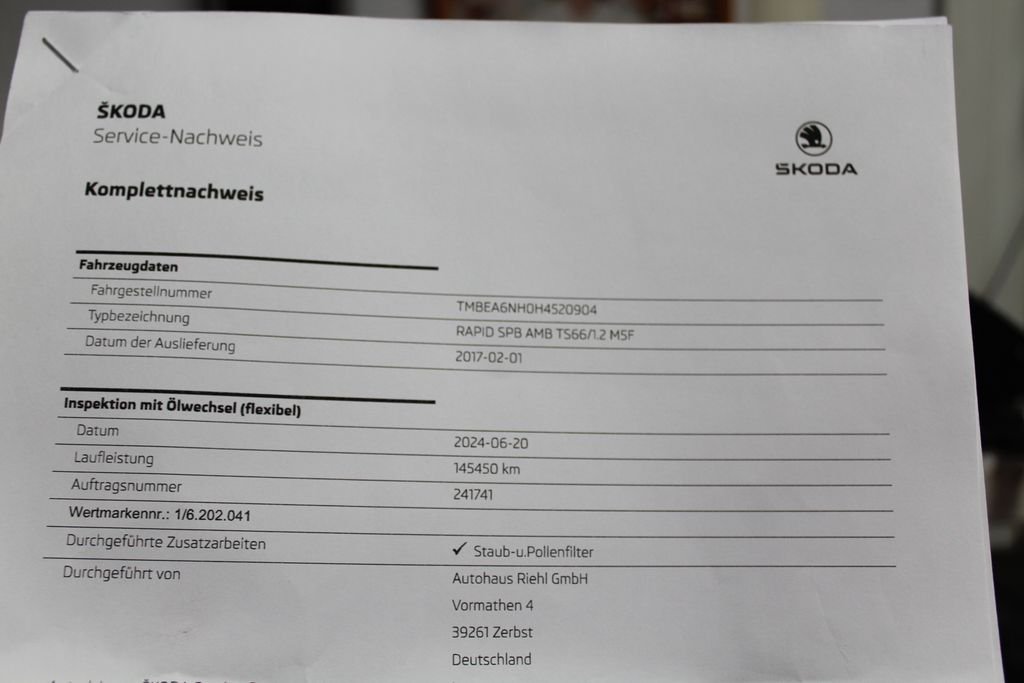 ŠKODA
Service-Nachweis
ŠKODA
Komplettnachweis
Fahrzeugdaten
Fahrgestellnummer TMBEA6NH0H4520904
Typbezeichnung RAPID SPB AMB TS66/1.2 M5F
Datum der Auslieferung 2017-02-01
Inspektion mit Ölwechsel (flexibel)
Datum 2024-06-20
Laufleistung 145450 km
Auftragsnummer 241741
Wertmarkennr.: 1/6.202.041
Durchgeführte Zusatzarbeiten ✓ Staub-u.Pollenfilter
Durchgeführt von Autohaus Riehl GmbH
Vormathen 4
39261 Zerbst
Deutschland